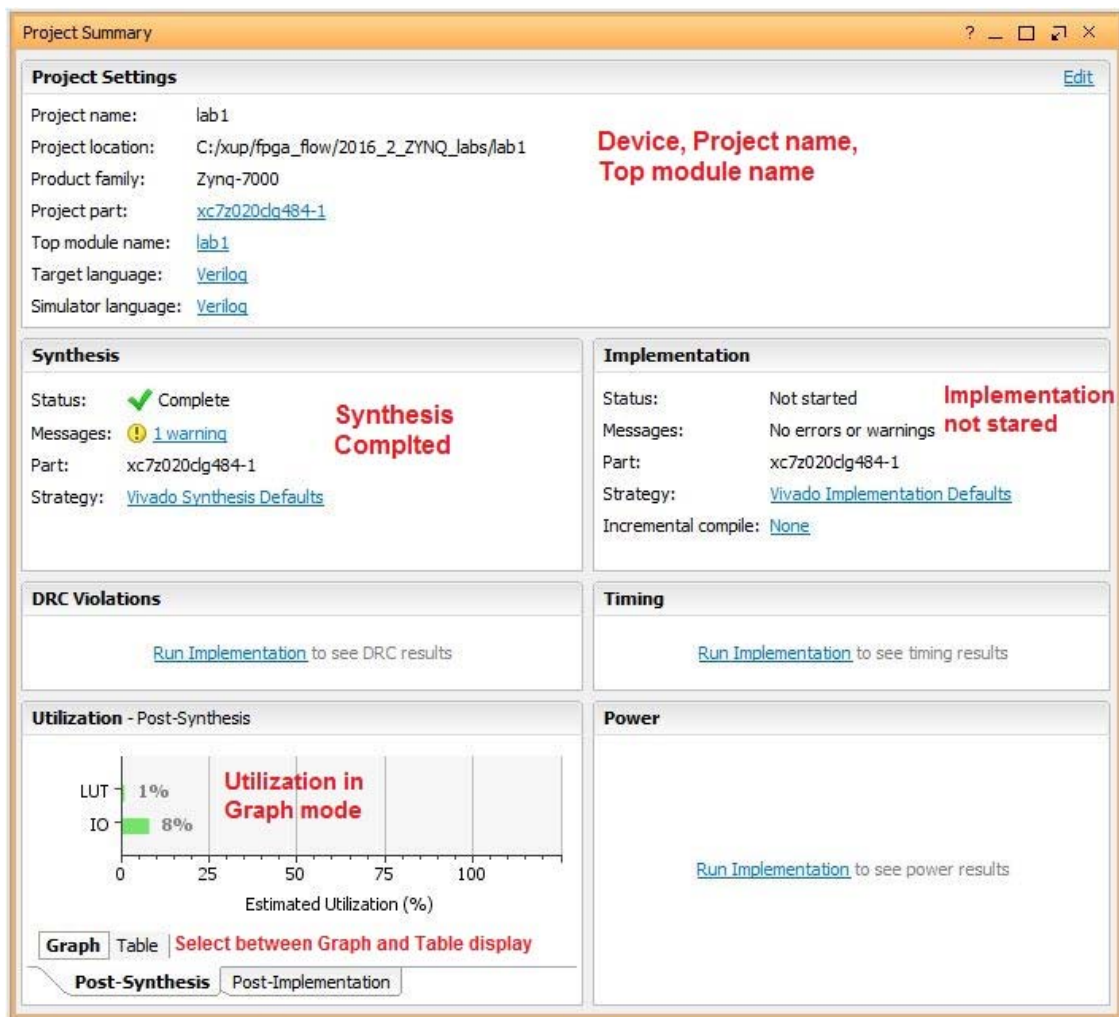 Project Summary
Project Settings
Edit
Project name: lab1
Project location: C:/xup/fpga_flow/2016_2_ZYNQ_labs/lab1
Product family: Zynq-7000
Project part: xc7z020clg484-1
Top module name: lab1
Target language: Verilog
Simulator language: Verilog
Device, Project name,
Top module name
Synthesis
Status: Complete
Messages: 1 warning
Part: xc7z020clg484-1
Strategy: Vivado Synthesis Defaults
Synthesis
Complted
Implementation
Status: Not started
Messages: No errors or warnings
Part: xc7z020clg484-1
Strategy: Vivado Implementation Defaults
Incremental compile: None
Implementation
not stared
DRC Violations
Run Implementation to see DRC results
Timing
Run Implementation to see timing results
Utilization - Post-Synthesis
LUT 1%
IO 8%
0 25 50 75 100
Estimated Utilization (%)
Utilization in
Graph mode
Graph Table Select between Graph and Table display
Post-Synthesis Post-Implementation
Power
Run Implementation to see power results